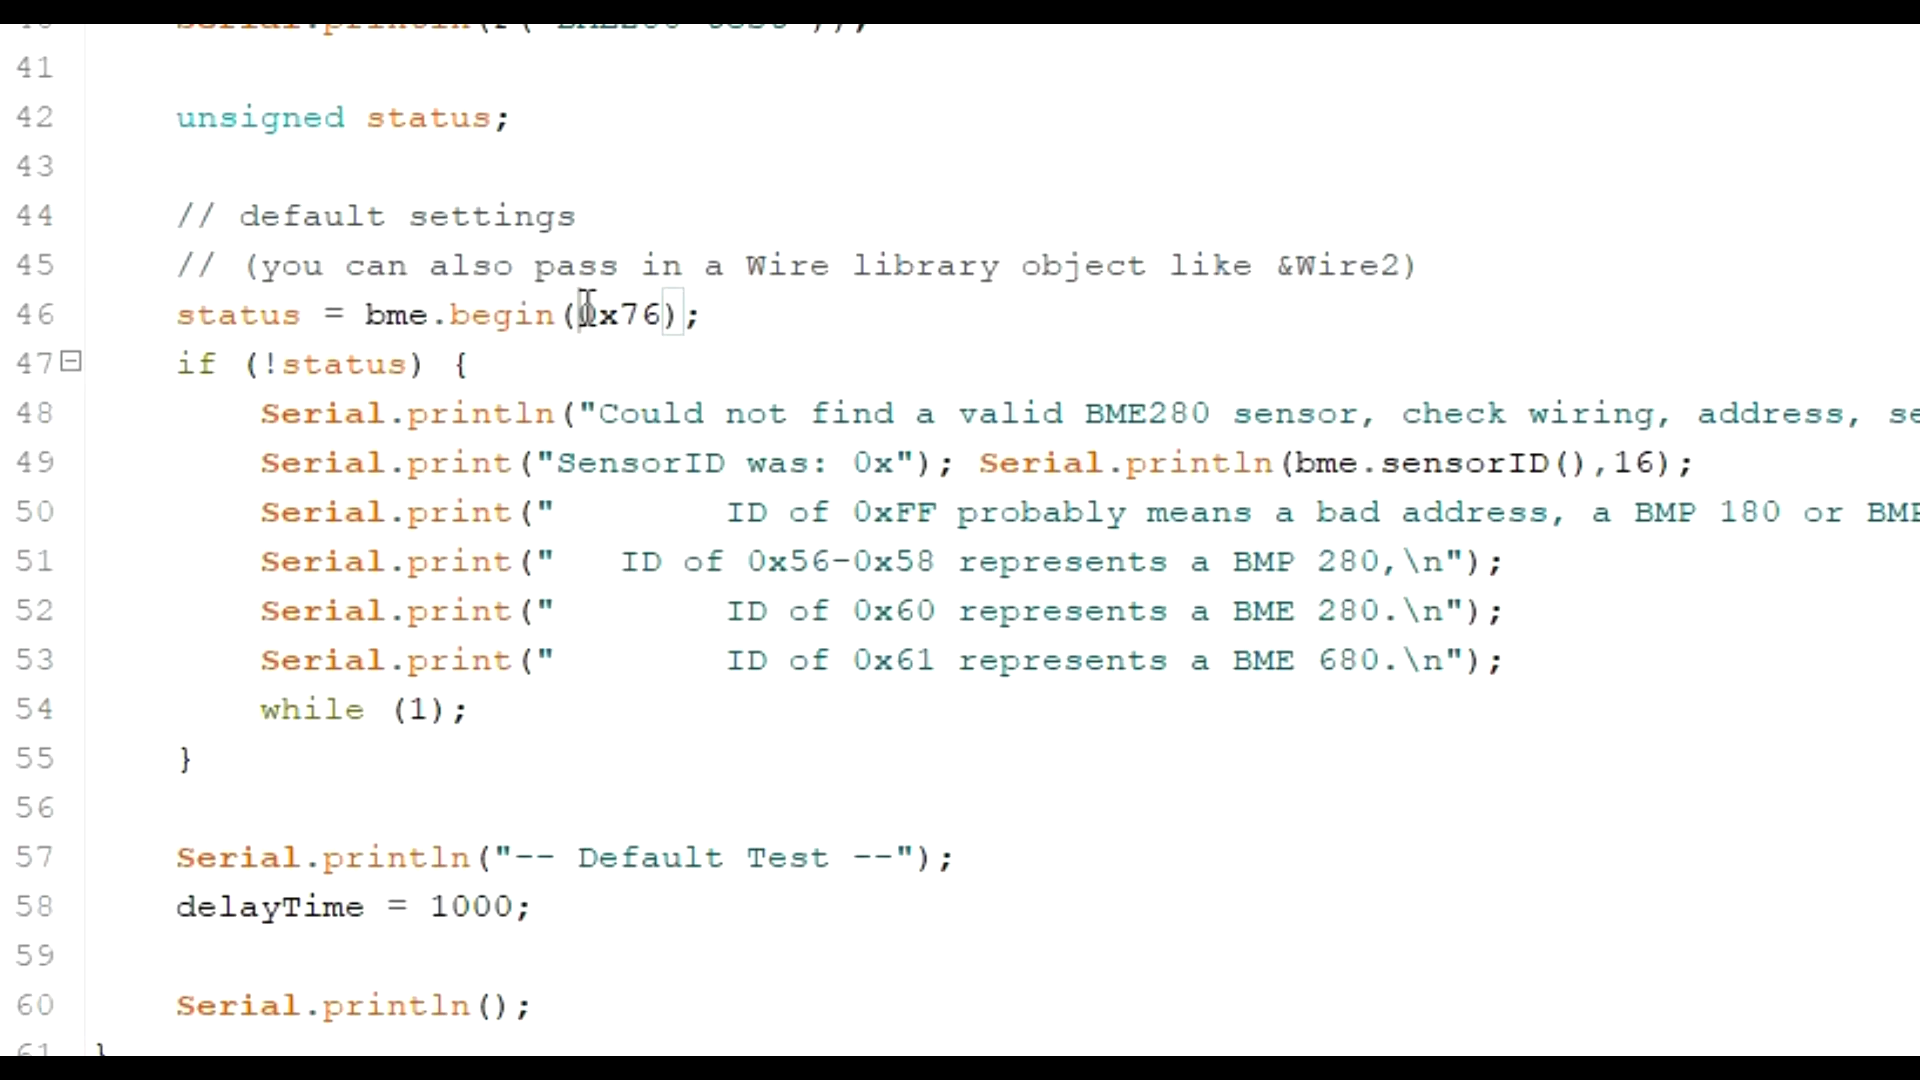 41
42 unsigned status;
43
44 // default settings
45 // (you can also pass in a Wire library object like &Wire2)
46 status = bme.begin(0x76);
47 if (!status) {
48 Serial.println("Could not find a valid BME280 sensor, check wiring, address, se
49 Serial.print("SensorID was: 0x"); Serial.println(bme.sensorID(),16);
50 Serial.print("        ID of 0xFF probably means a bad address, a BMP 180 or BMP
51 Serial.print("   ID of 0x56-0x58 represents a BMP 280,\n");
52 Serial.print("        ID of 0x60 represents a BME 280.\n");
53 Serial.print("        ID of 0x61 represents a BME 680.\n");
54 while (1);
55 }
56
57 Serial.println("-- Default Test --");
58 delayTime = 1000;
59
60 Serial.println();
61 }